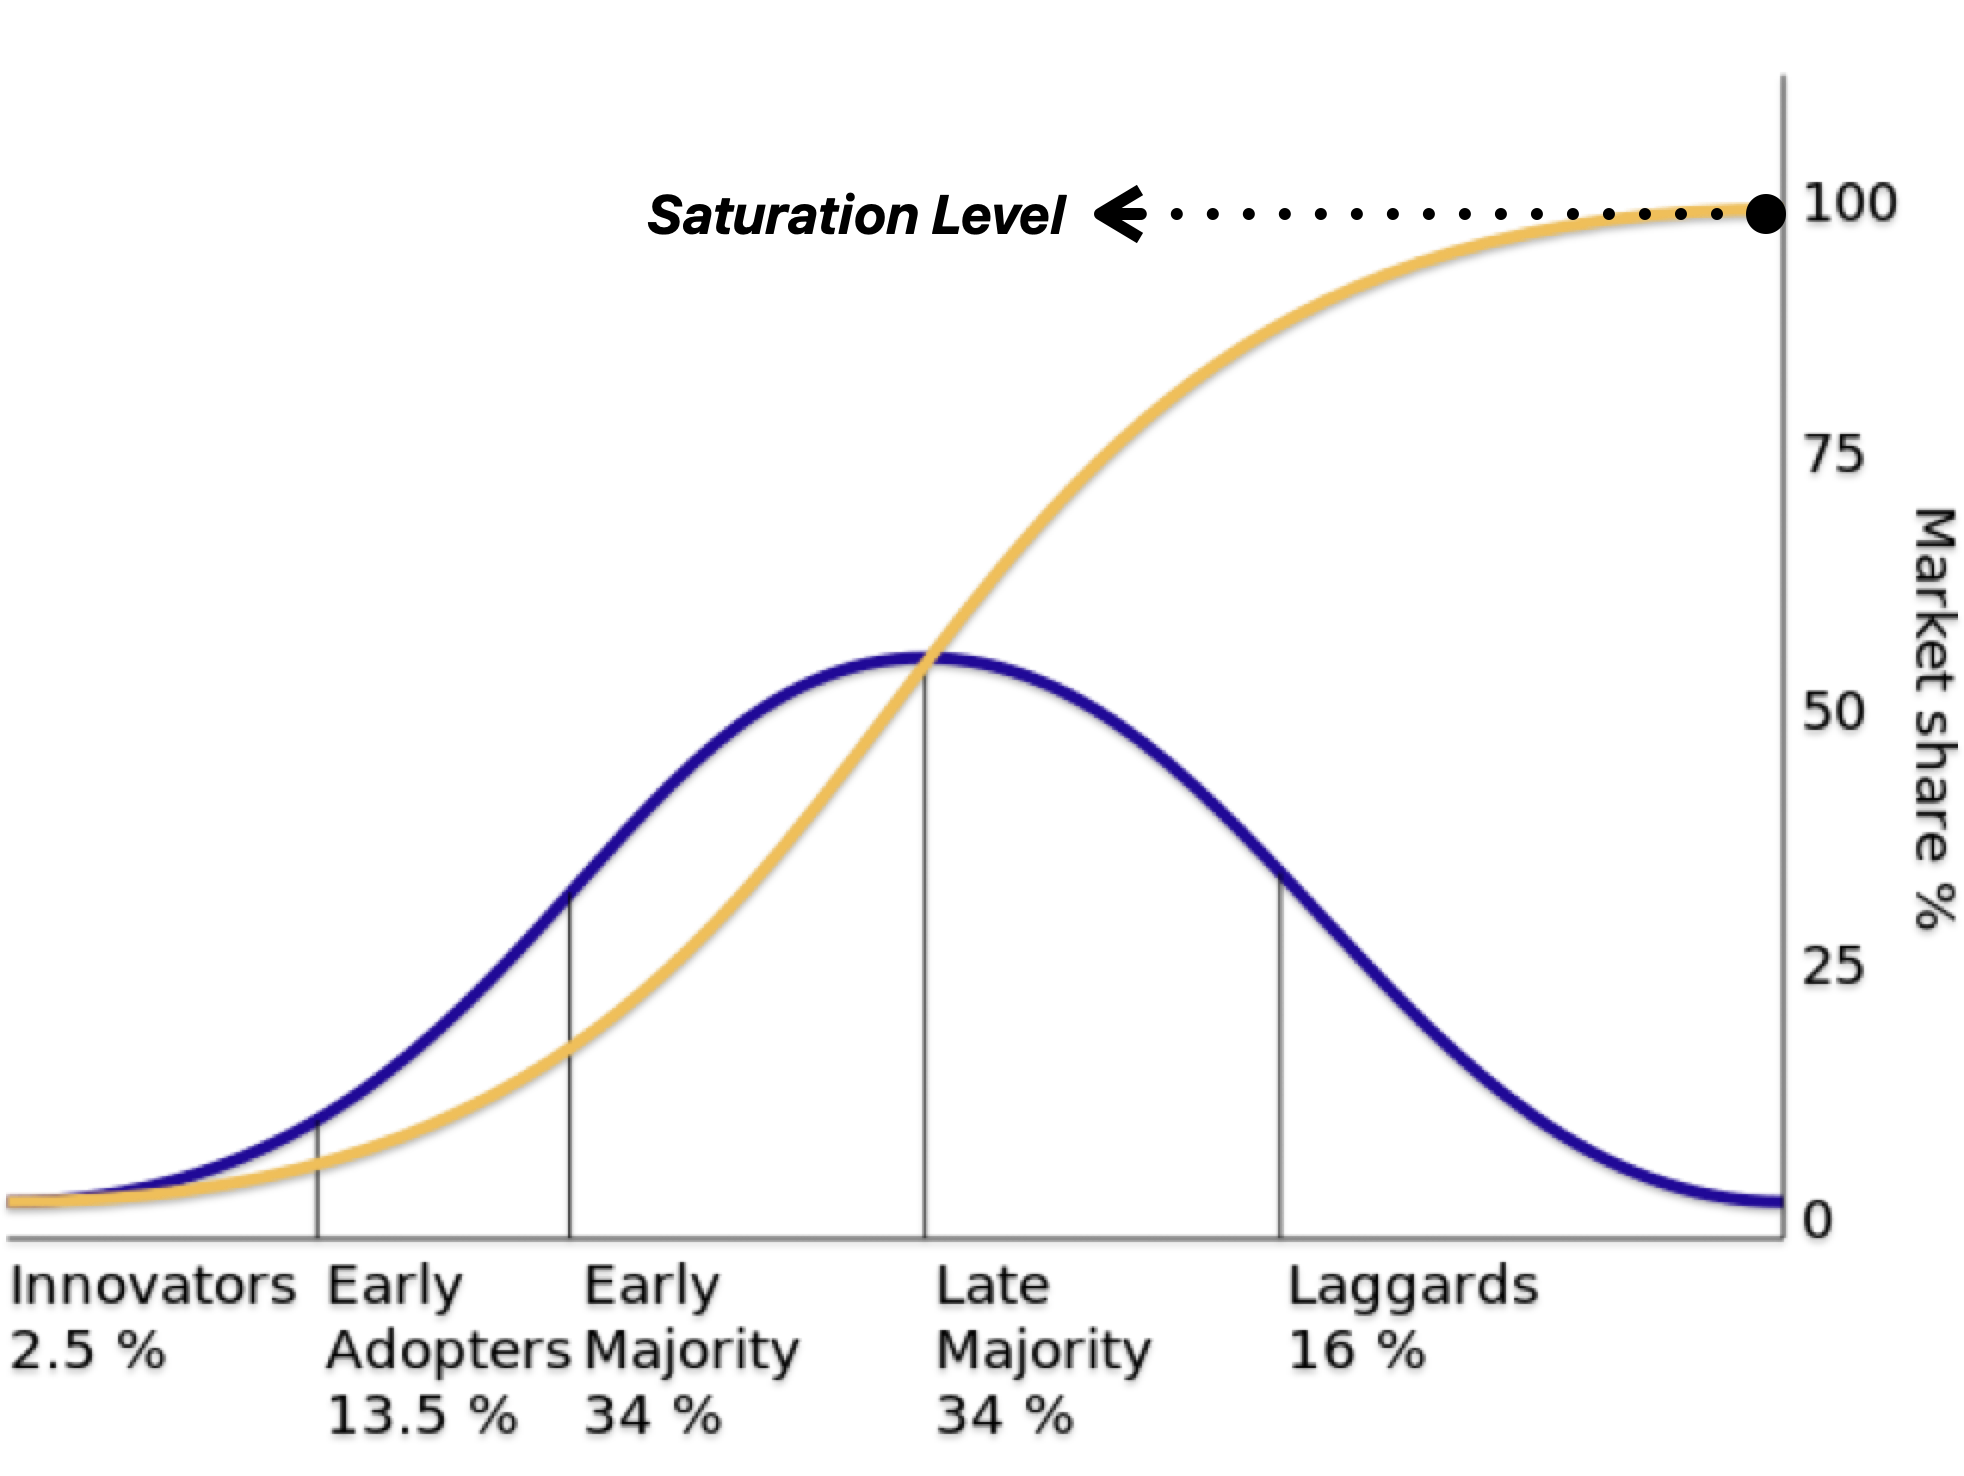 Saturation Level
100
75
50
25
0
Market share %
Innovators
2.5 %
Early
Adopters
13.5 %
Early
Majority
34 %
Late
Majority
34 %
Laggards
16 %